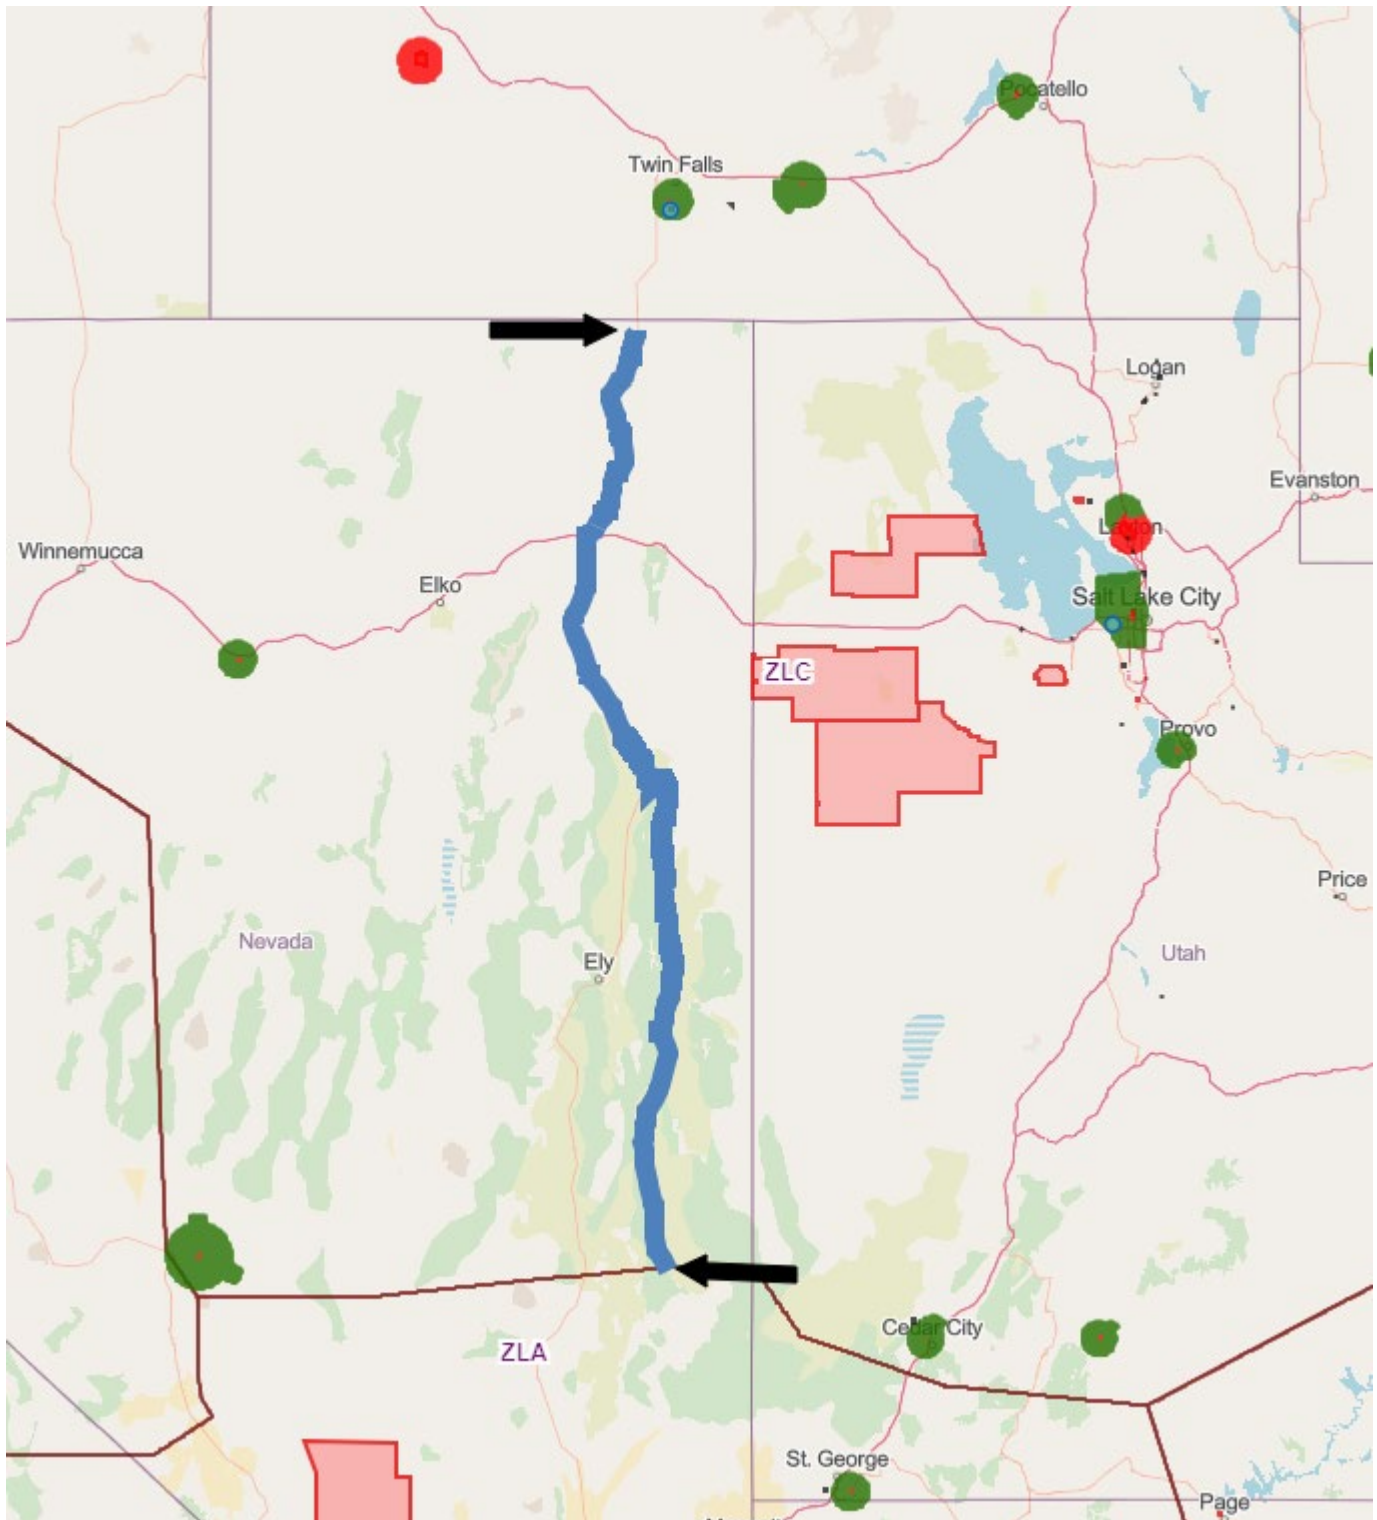 Pocatello
Twin Falls
Logan
Evanston
Layton
Winnemucca
Elko
Salt Lake City
ZLC
Provo
Price
Nevada
Utah
Ely
Cedar City
ZLA
St. George
Page